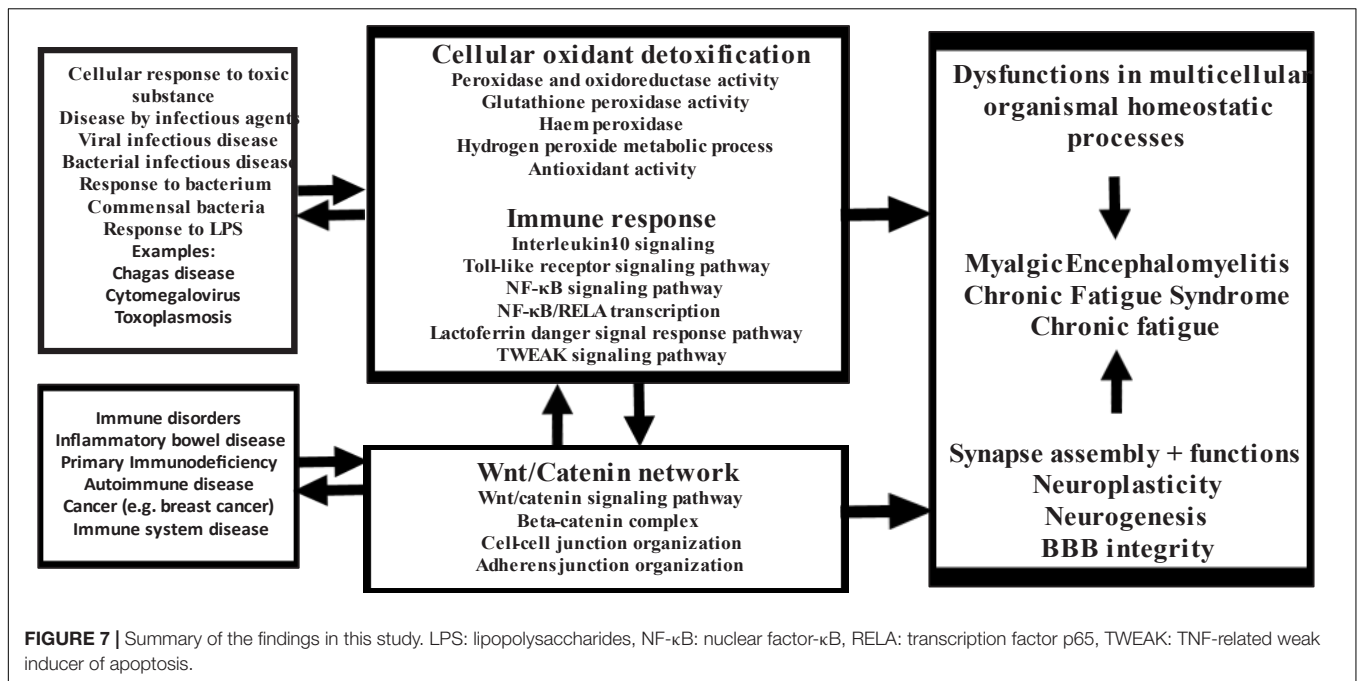 Cellular response to toxic
substance
Disease by infectious agents
Viral infectious disease
Bacterial infectious disease
Response to bacterium
Commensal bacteria
Response to LPS
Examples:
Chagas disease
Cytomegalovirus
Toxoplasmosis
Immune disorders
Inflammatory bowel disease
Primary Immunodeficiency
Autoimmune disease
Cancer (e.g. breast cancer)
Immune system disease
Cellular oxidant detoxification
Peroxidase and oxidoreductase activity
Glutathione peroxidase activity
Haem peroxidase
Hydrogen peroxide metabolic process
Antioxidant activity
Immune response
Interleukin-10 signaling
Toll-like receptor signaling pathway
NF-κB signaling pathway
NF-κB/RELA transcription
Lactoferrin danger signal response pathway
TWEAK signaling pathway
Wnt/Catenin network
Wnt/catenin signaling pathway
Beta-catenin complex
Cell-cell junction organization
Adherens junction organization
Dysfunctions in multicellular
organismal homeostatic
processes
Myalgic Encephalomyelitis
Chronic Fatigue Syndrome
Chronic fatigue
Synapse assembly + functions
Neuroplasticity
Neurogenesis
BBB integrity
FIGURE 7 | Summary of the findings in this study. LPS: lipopolysaccharides, NF-κB: nuclear factor-κB, RELA: transcription factor p65, TWEAK: TNF-related weak
inducer of apoptosis.